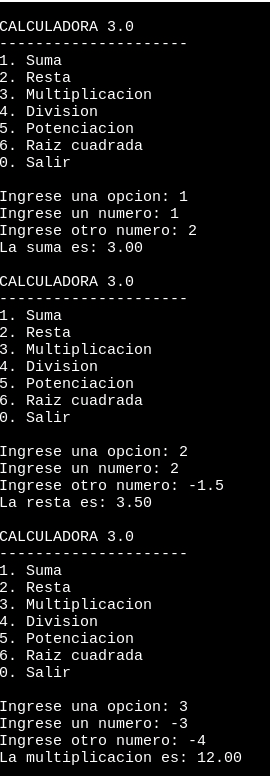 CALCULADORA 3.0
---------------------
1. Suma
2. Resta
3. Multiplicacion
4. Division
5. Potenciacion
6. Raiz cuadrada
0. Salir

Ingrese una opcion: 1
Ingrese un numero: 1
Ingrese otro numero: 2
La suma es: 3.00

CALCULADORA 3.0
---------------------
1. Suma
2. Resta
3. Multiplicacion
4. Division
5. Potenciacion
6. Raiz cuadrada
0. Salir

Ingrese una opcion: 2
Ingrese un numero: 2
Ingrese otro numero: -1.5
La resta es: 3.50

CALCULADORA 3.0
---------------------
1. Suma
2. Resta
3. Multiplicacion
4. Division
5. Potenciacion
6. Raiz cuadrada
0. Salir

Ingrese una opcion: 3
Ingrese un numero: -3
Ingrese otro numero: -4
La multiplicacion es: 12.00